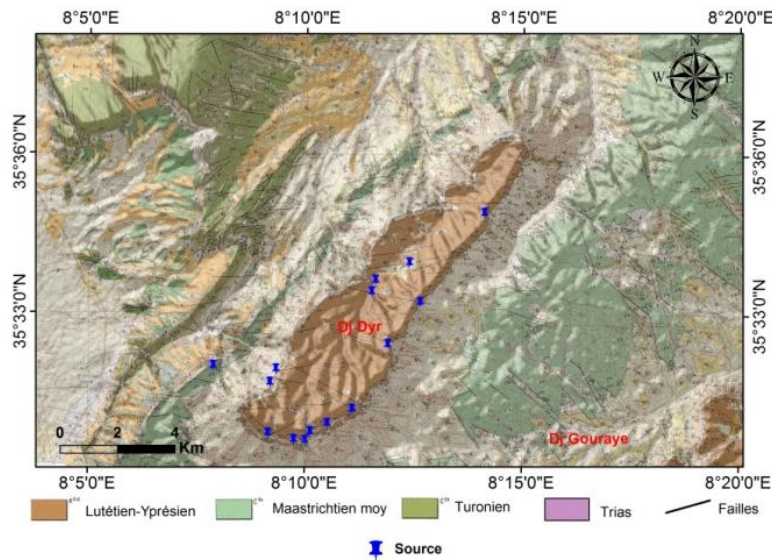 8°5'0"E 8°10'0"E 8°15'0"E 8°20'0"E
N
W E
S
35°36'0"N 35°36'0"N
35°33'0"N 35°33'0"N
Dj Dyr
Dj Gouraye
0 2 4
Km
8°5'0"E 8°10'0"E 8°15'0"E 8°20'0"E
Lutétien-Yprésien Maastrichtien moy Turonien Trias Failles
Source